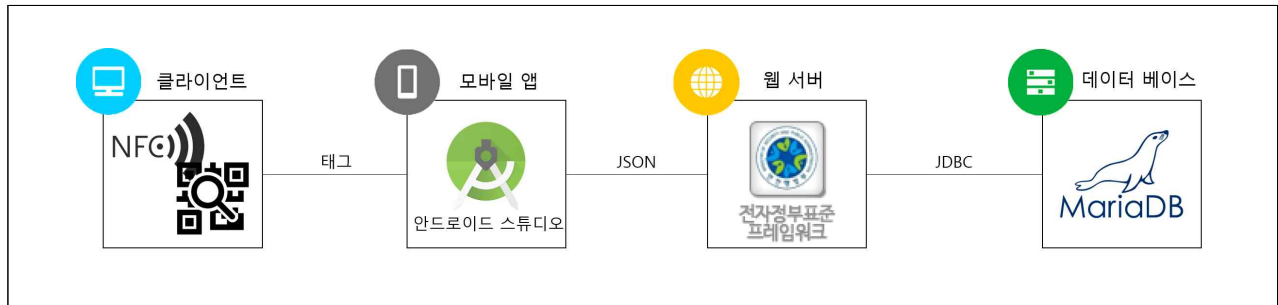 클라이언트
모바일 앱
웹 서버
데이터 베이스
NFC
태그
안드로이드 스튜디오
JSON
전자정부표준
프레임워크
JDBC
MariaDB